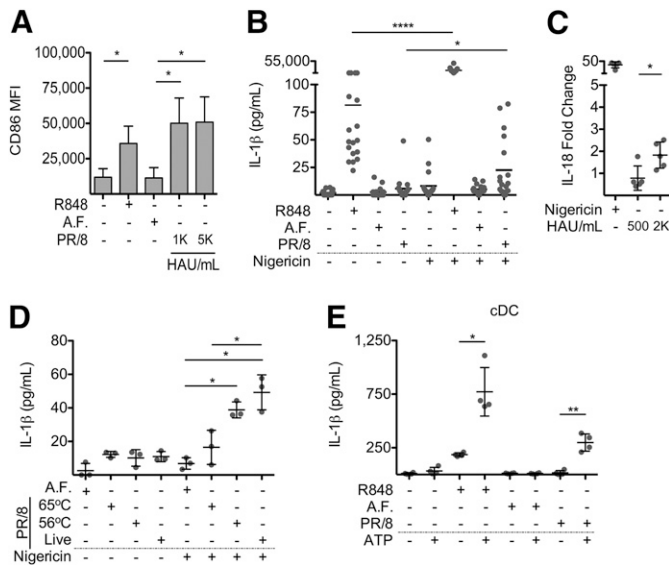 A
CD86 MFI
100,000
75,000
50,000
25,000
0
*
*
*
R848 - + - - -
A.F. - - + - -
PR/8 - - - 1K 5K
HAU/mL
B
IL-1β (pg/mL)
55,000
100
75
50
25
****
*
R848 - + - - - + - -
A.F. - - + - - - + -
PR/8 - - - + - - - +
Nigericin - - - - + + + +
C
IL-18 Fold Change
50
4
3
2
1
0
*
Nigericin + - -
HAU/mL - 500 2K
D
IL-1β (pg/mL)
80
60
40
20
0
*
*
*
A.F. + - - - + - - -
PR/8
65ºC - + - - - + - -
56ºC - - + - - - + -
Live - - - + - - - +
Nigericin - - - - + + + +
E
cDC
IL-1β (pg/mL)
1,250
750
250
*
**
R848 - - + + - - - -
A.F. - - - - + + - -
PR/8 - - - - - - + +
ATP - + - + - + - +